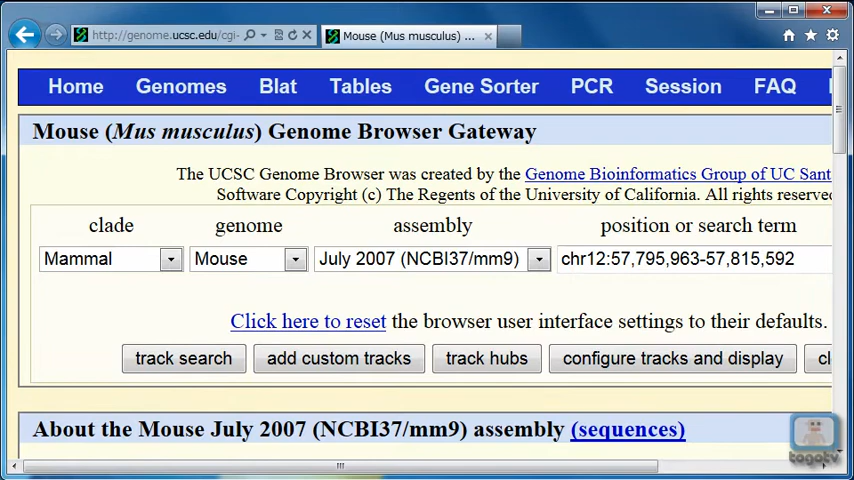 http://genome.ucsc.edu/cgi-
Mouse (Mus musculus) ...
Home Genomes Blat Tables Gene Sorter PCR Session FAQ
Mouse (Mus musculus) Genome Browser Gateway
The UCSC Genome Browser was created by the Genome Bioinformatics Group of UC Sant
Software Copyright (c) The Regents of the University of California. All rights reserved
clade genome assembly position or search term
Mammal Mouse July 2007 (NCBI37/mm9) chr12:57,795,963-57,815,592
Click here to reset the browser user interface settings to their defaults.
track search add custom tracks track hubs configure tracks and display cl
About the Mouse July 2007 (NCBI37/mm9) assembly (sequences)
togotv